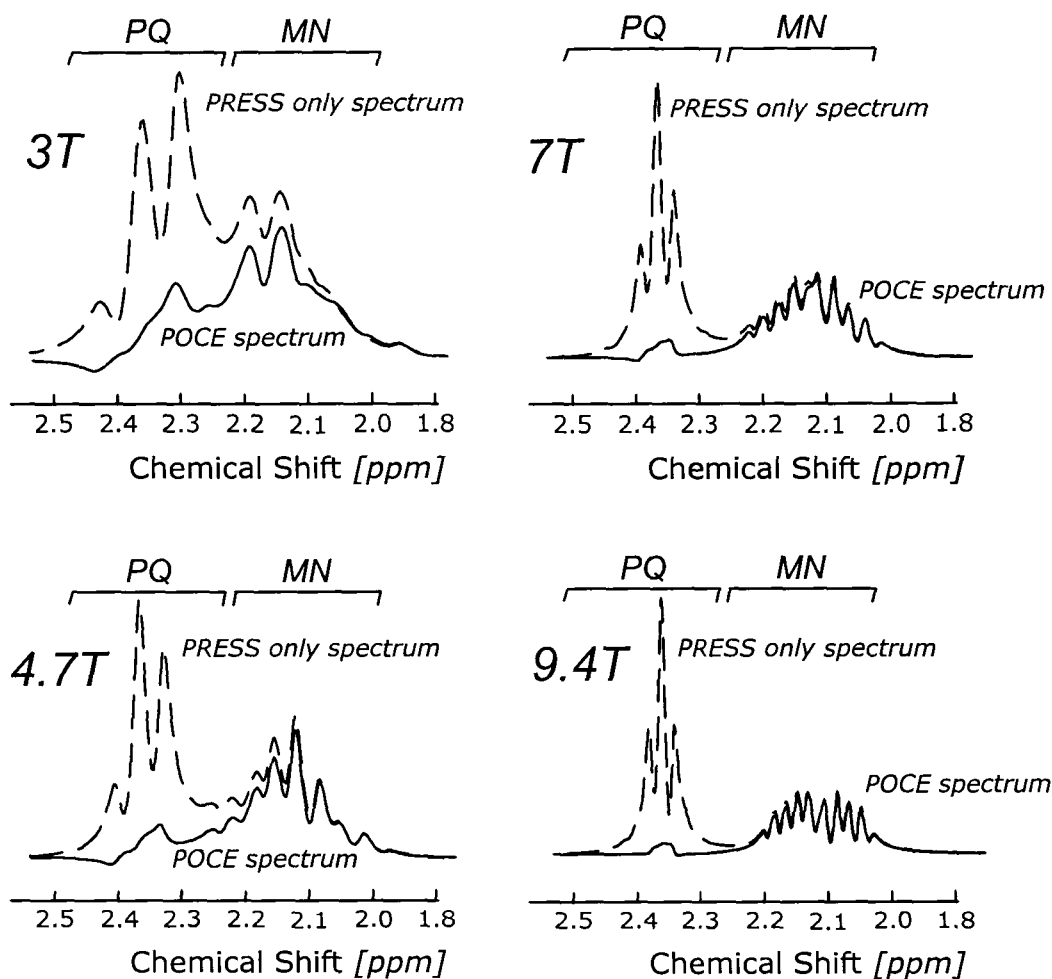 PQ MN
PRESS only spectrum
3T
POCE spectrum
2.5 2.4 2.3 2.2 2.1 2.0 1.8
Chemical Shift [ppm]
PQ MN
PRESS only spectrum
7T
POCE spectrum
2.5 2.4 2.3 2.2 2.1 2.0 1.8
Chemical Shift [ppm]
PQ MN
PRESS only spectrum
4.7T
POCE spectrum
2.5 2.4 2.3 2.2 2.1 2.0 1.8
Chemical Shift [ppm]
PQ MN
PRESS only spectrum
9.4T
POCE spectrum
2.5 2.4 2.3 2.2 2.1 2.0 1.8
Chemical Shift [ppm]